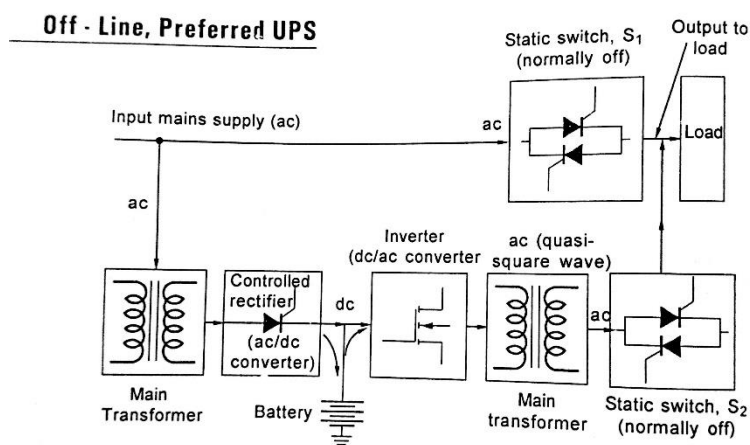 Off - Line, Preferred UPS
Static switch, S₁
(normally off)
Output to
load
Input mains supply (ac)
ac
Load
ac
Inverter
(dc/ac converter
ac (quasi-
square wave)
Controlled
rectifier
(ac/dc
converter)
dc
ac
Main
Transformer
Battery
Main
transformer
Static switch, S₂
(normally off)